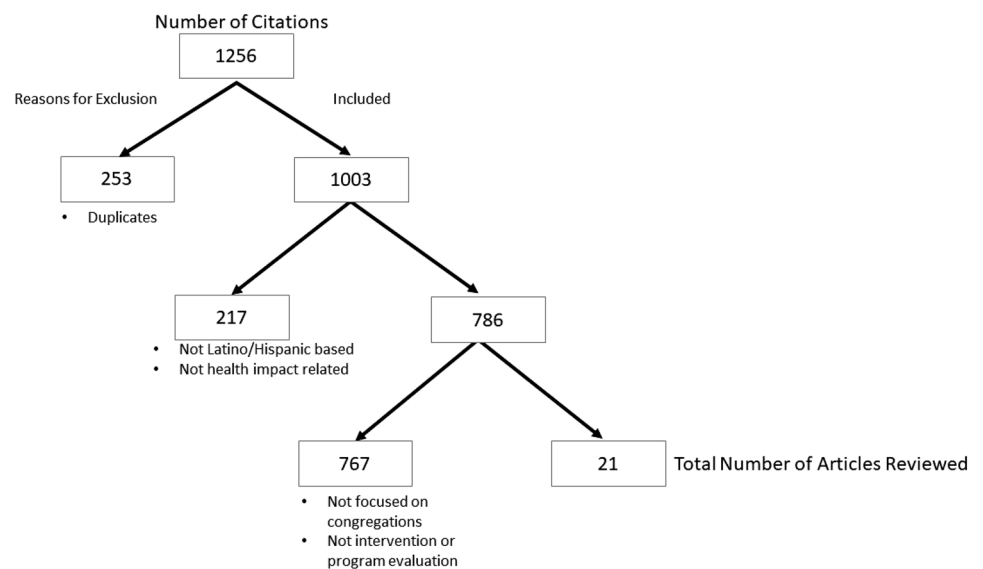 Number of Citations
1256
Reasons for Exclusion
Included
253
1003
• Duplicates
217
786
• Not Latino/Hispanic based
• Not health impact related
767
21
Total Number of Articles Reviewed
• Not focused on
congregations
• Not intervention or
program evaluation